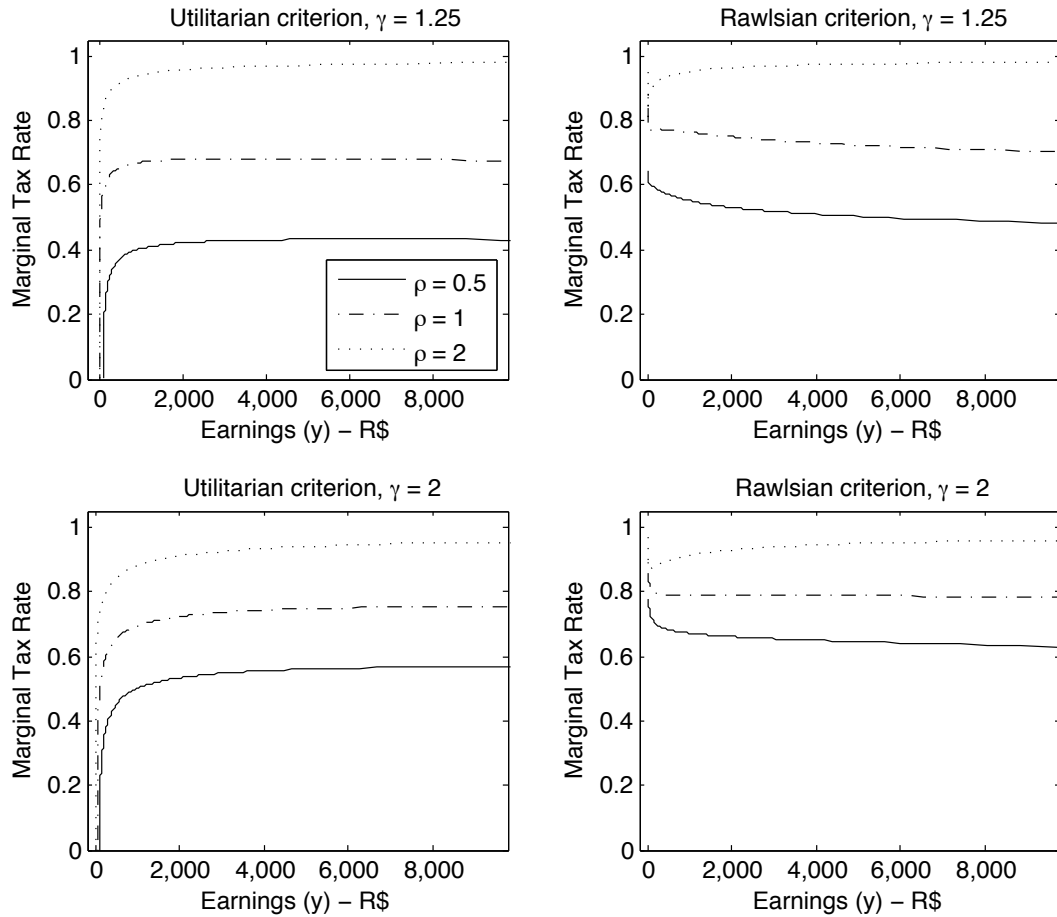 Utilitarian criterion, γ = 1.25
Marginal Tax Rate
1
0.8
0.6
0.4
0.2
0
ρ = 0.5
ρ = 1
ρ = 2
0 2,000 4,000 6,000 8,000
Earnings (y) − R$
Rawlsian criterion, γ = 1.25
Marginal Tax Rate
1
0.8
0.6
0.4
0.2
0
0 2,000 4,000 6,000 8,000
Earnings (y) − R$
Utilitarian criterion, γ = 2
Marginal Tax Rate
1
0.8
0.6
0.4
0.2
0
0 2,000 4,000 6,000 8,000
Earnings (y) − R$
Rawlsian criterion, γ = 2
Marginal Tax Rate
1
0.8
0.6
0.4
0.2
0
0 2,000 4,000 6,000 8,000
Earnings (y) − R$